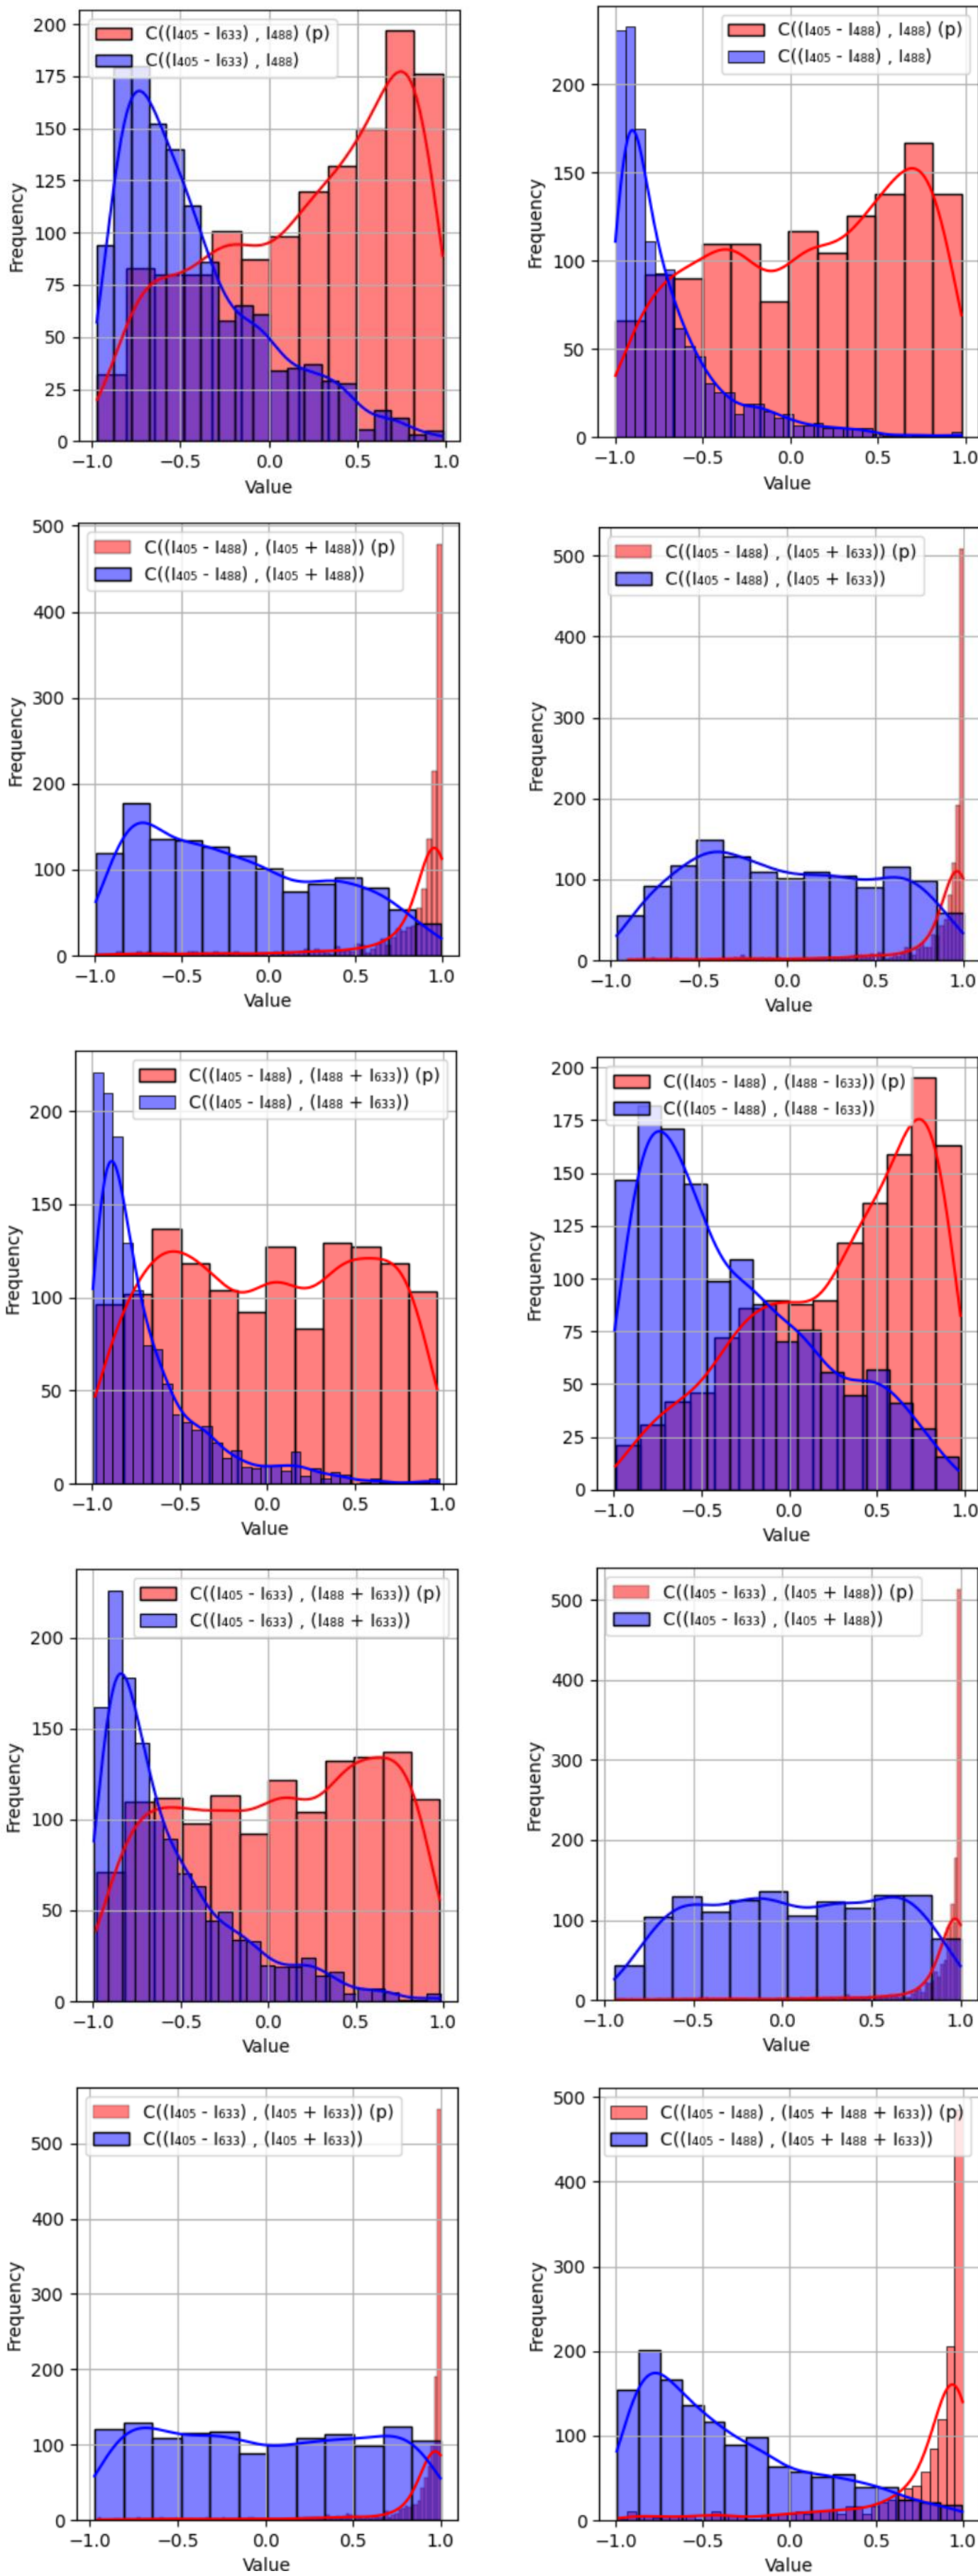 C((I₄₀₅ - I₆₃₃) , I₄₈₈) (p)
C((I₄₀₅ - I₆₃₃) , I₄₈₈)
Frequency
200
175
150
125
100
75
50
25
0
−1.0 −0.5 0.0 0.5 1.0
Value
C((I₄₀₅ - I₄₈₈) , I₄₈₈) (p)
C((I₄₀₅ - I₄₈₈) , I₄₈₈)
Frequency
200
150
100
50
0
−1.0 −0.5 0.0 0.5 1.0
Value
C((I₄₀₅ - I₄₈₈) , (I₄₀₅ + I₄₈₈)) (p)
C((I₄₀₅ - I₄₈₈) , (I₄₀₅ + I₄₈₈))
Frequency
500
400
300
200
100
0
−1.0 −0.5 0.0 0.5 1.0
Value
C((I₄₀₅ - I₄₈₈) , (I₄₀₅ + I₆₃₃)) (p)
C((I₄₀₅ - I₄₈₈) , (I₄₀₅ + I₆₃₃))
Frequency
500
400
300
200
100
0
−1.0 −0.5 0.0 0.5 1.0
Value
C((I₄₀₅ - I₄₈₈) , (I₄₈₈ + I₆₃₃)) (p)
C((I₄₀₅ - I₄₈₈) , (I₄₈₈ + I₆₃₃))
Frequency
200
150
100
50
0
−1.0 −0.5 0.0 0.5 1.0
Value
C((I₄₀₅ - I₄₈₈) , (I₄₈₈ - I₆₃₃)) (p)
C((I₄₀₅ - I₄₈₈) , (I₄₈₈ - I₆₃₃))
Frequency
200
175
150
125
100
75
50
25
0
−1.0 −0.5 0.0 0.5 1.0
Value
C((I₄₀₅ - I₆₃₃) , (I₄₈₈ + I₆₃₃)) (p)
C((I₄₀₅ - I₆₃₃) , (I₄₈₈ + I₆₃₃))
Frequency
200
150
100
50
0
−1.0 −0.5 0.0 0.5 1.0
Value
C((I₄₀₅ - I₆₃₃) , (I₄₀₅ + I₄₈₈)) (p)
C((I₄₀₅ - I₆₃₃) , (I₄₀₅ + I₄₈₈))
Frequency
500
400
300
200
100
0
−1.0 −0.5 0.0 0.5 1.0
Value
C((I₄₀₅ - I₆₃₃) , (I₄₀₅ + I₆₃₃)) (p)
C((I₄₀₅ - I₆₃₃) , (I₄₀₅ + I₆₃₃))
Frequency
500
400
300
200
100
0
−1.0 −0.5 0.0 0.5 1.0
Value
C((I₄₀₅ - I₄₈₈) , (I₄₀₅ + I₄₈₈ + I₆₃₃)) (p)
C((I₄₀₅ - I₄₈₈) , (I₄₀₅ + I₄₈₈ + I₆₃₃))
Frequency
500
400
300
200
100
0
−1.0 −0.5 0.0 0.5 1.0
Value